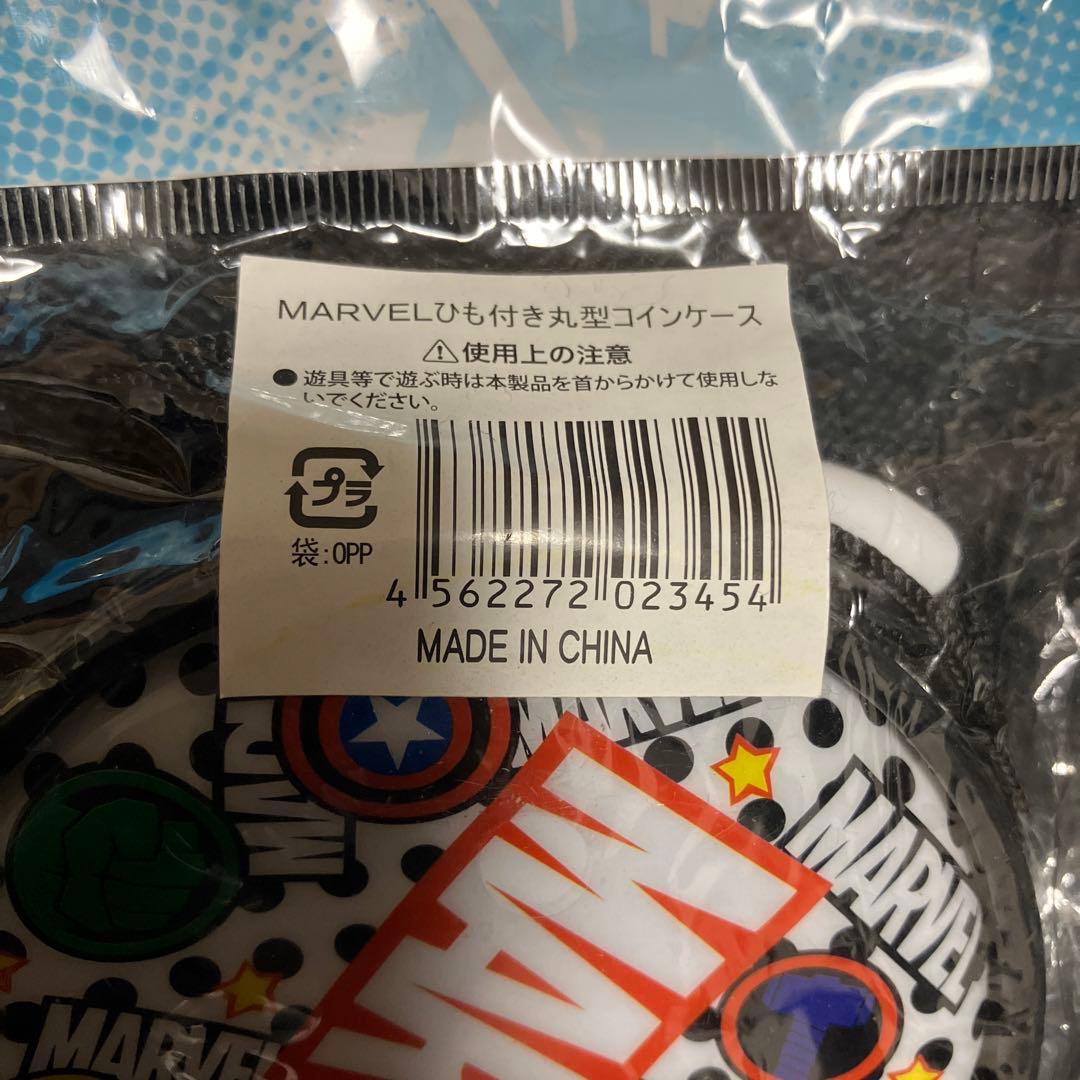 MARVELひも付き丸型コインケース
⚠使用上の注意
●遊具等で遊ぶ時は本製品を首からかけて使用しな
いでください。
プラ
袋:OPP
4 562272 023454
MADE IN CHINA
MARVEL
MARVEL
MARVEL